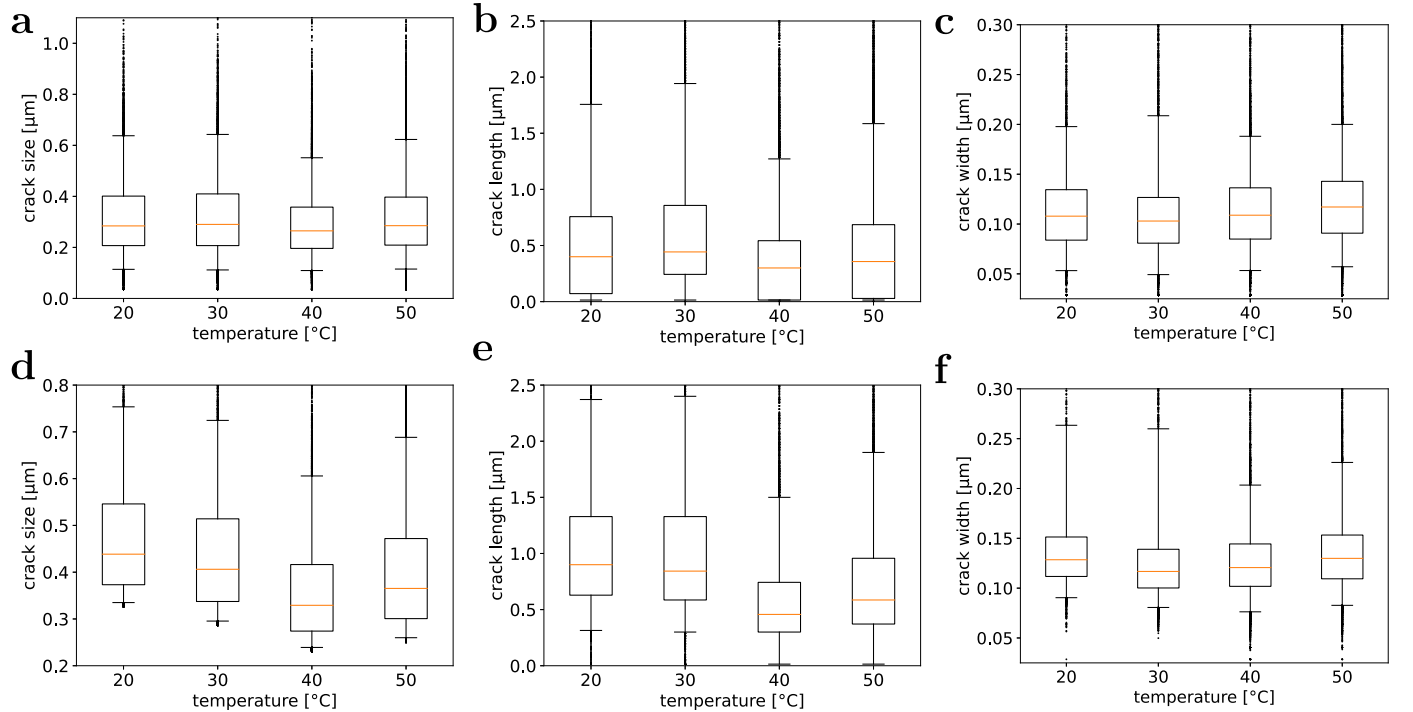 a
crack size [µm]
1.0
0.8
0.6
0.4
0.2
0.0
20 30 40 50
temperature [°C]
b
crack length [µm]
2.5
2.0
1.5
1.0
0.5
0.0
20 30 40 50
temperature [°C]
c
crack width [µm]
0.30
0.25
0.20
0.15
0.10
0.05
20 30 40 50
temperature [°C]
d
crack size [µm]
0.8
0.7
0.6
0.5
0.4
0.3
0.2
20 30 40 50
temperature [°C]
e
crack length [µm]
2.5
2.0
1.5
1.0
0.5
0.0
20 30 40 50
temperature [°C]
f
crack width [µm]
0.30
0.25
0.20
0.15
0.10
0.05
20 30 40 50
temperature [°C]